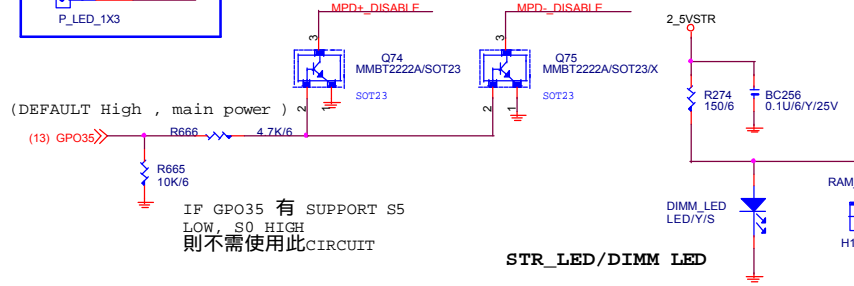 P_LED_1X3
MPD+_DISABLE
MPD-_DISABLE
2_5VSTR
3
3
Q74
MMBT2222A/SOT23
SOT23
Q75
MMBT2222A/SOT23/X
SOT23
2
1
2
1
R274
150/6
BC256
0.1U/6/Y/25V
(DEFAULT High , main power )
(13) GPO35
R666
4.7K/6
R665
10K/6
IF GPO35 有 SUPPORT S5
LOW, S0 HIGH
則不需使用此CIRCUIT
DIMM_LED
LED/Y/S
RAM_
H1
STR_LED/DIMM LED